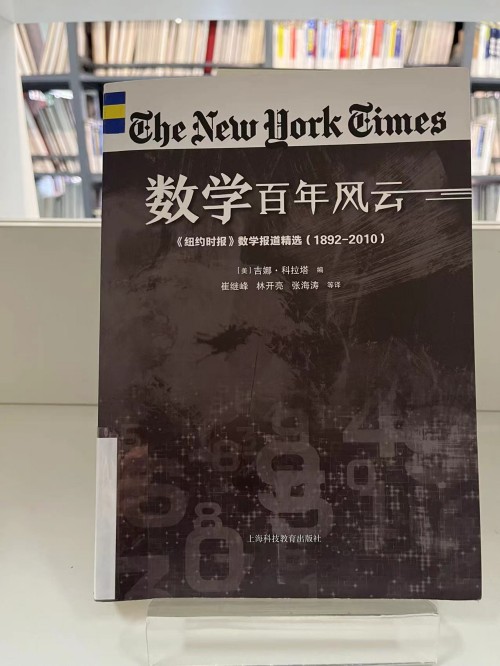 The New York Times
数学百年风云
《纽约时报》数学报道精选(1892-2010)
[美]吉娜·科拉塔 编
崔继峰 林开亮 张海涛 等译
上海科技教育出版社